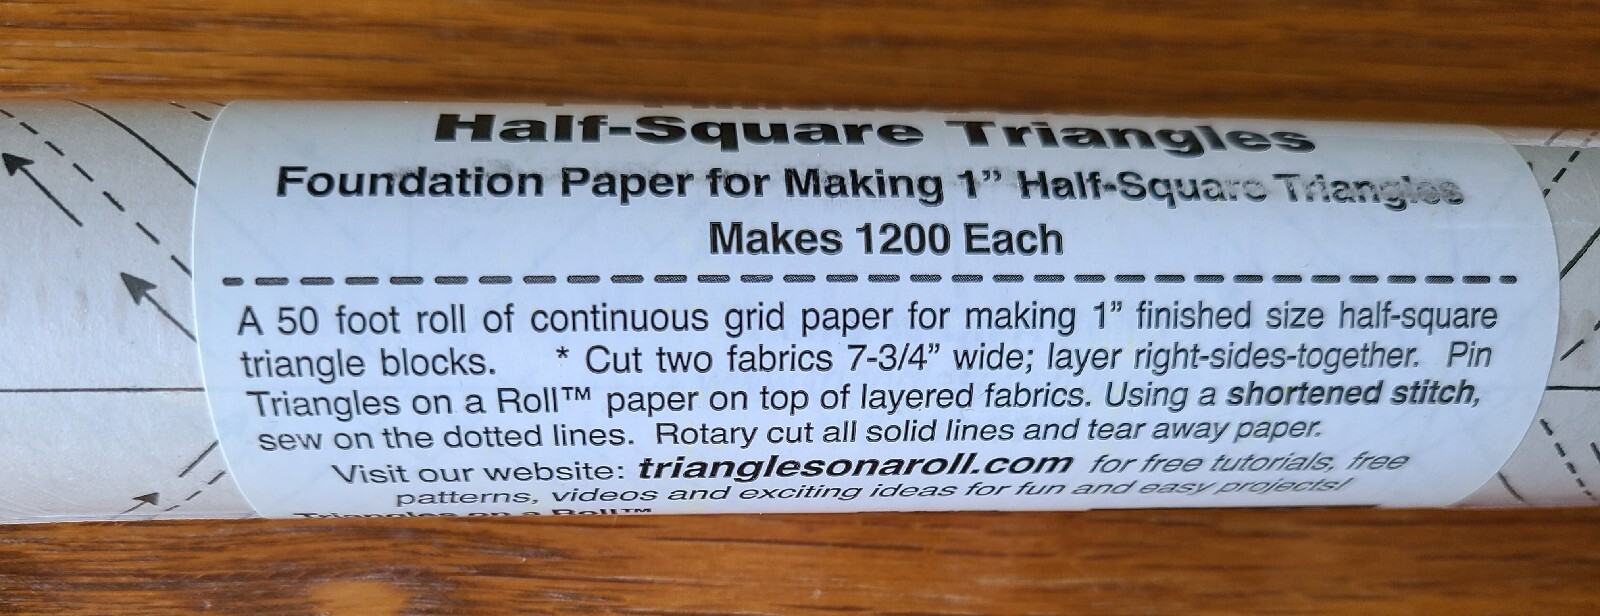 Half-Square Triangles
Foundation Paper for Making 1” Half-Square Triangles
Makes 1200 Each
A 50 foot roll of continuous grid paper for making 1” finished size half-square
triangle blocks. * Cut two fabrics 7-3/4” wide; layer right-sides-together. Pin
Triangles on a Roll™ paper on top of layered fabrics. Using a shortened stitch,
sew on the dotted lines. Rotary cut all solid lines and tear away paper.
Visit our website: trianglesonaroll.com for free tutorials, free
patterns, videos and exciting ideas for fun and easy projects!
Triangles on a Roll™